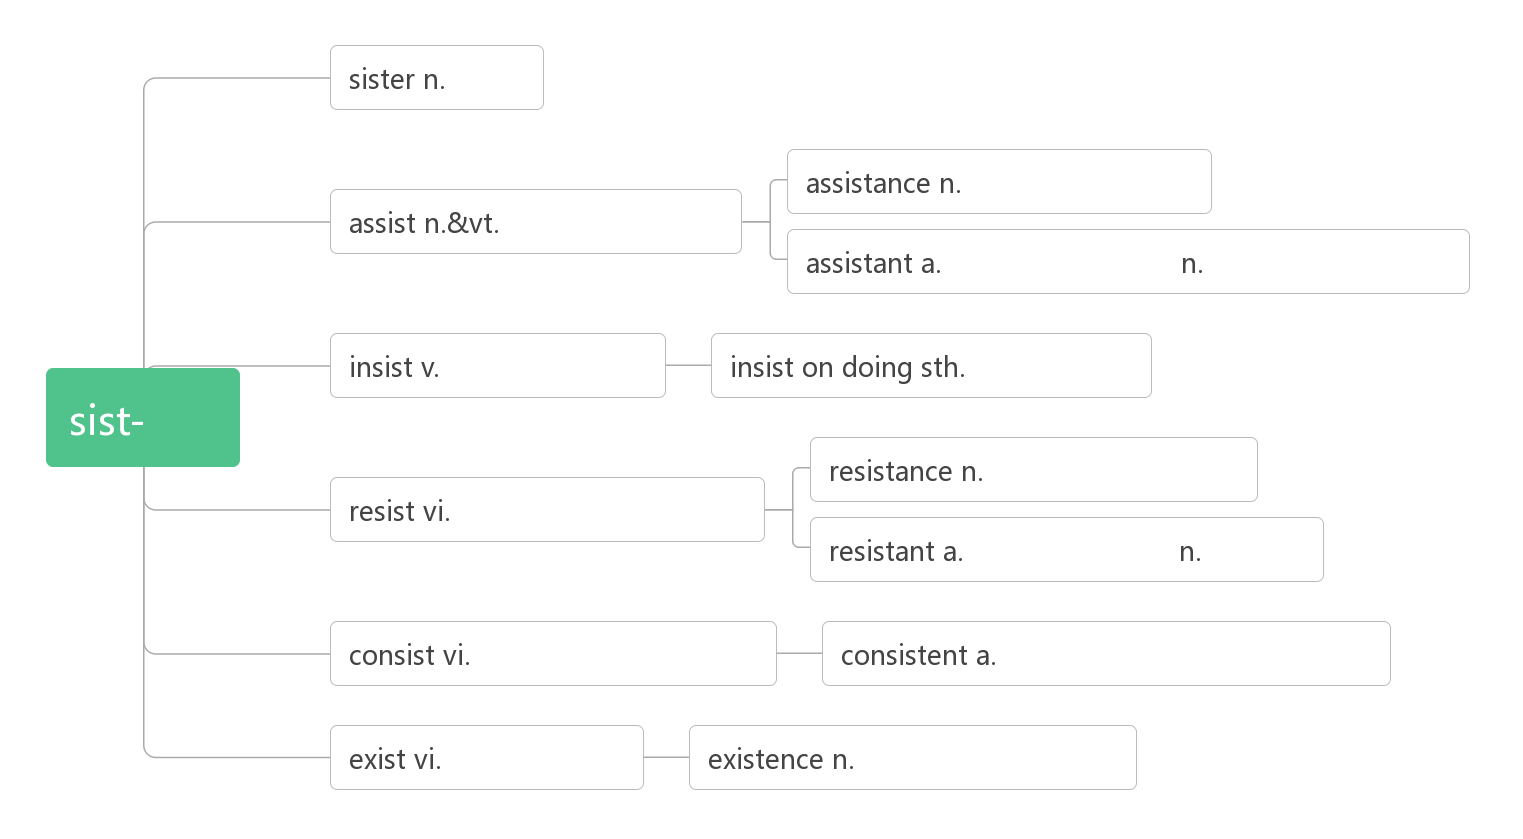 sister n.
assistance n.
assist n.&vt.
assistant a. n.
insist v.
insist on doing sth.
sist-
resistance n.
resist vi.
resistant a. n.
consist vi.
consistent a.
exist vi.
existence n.